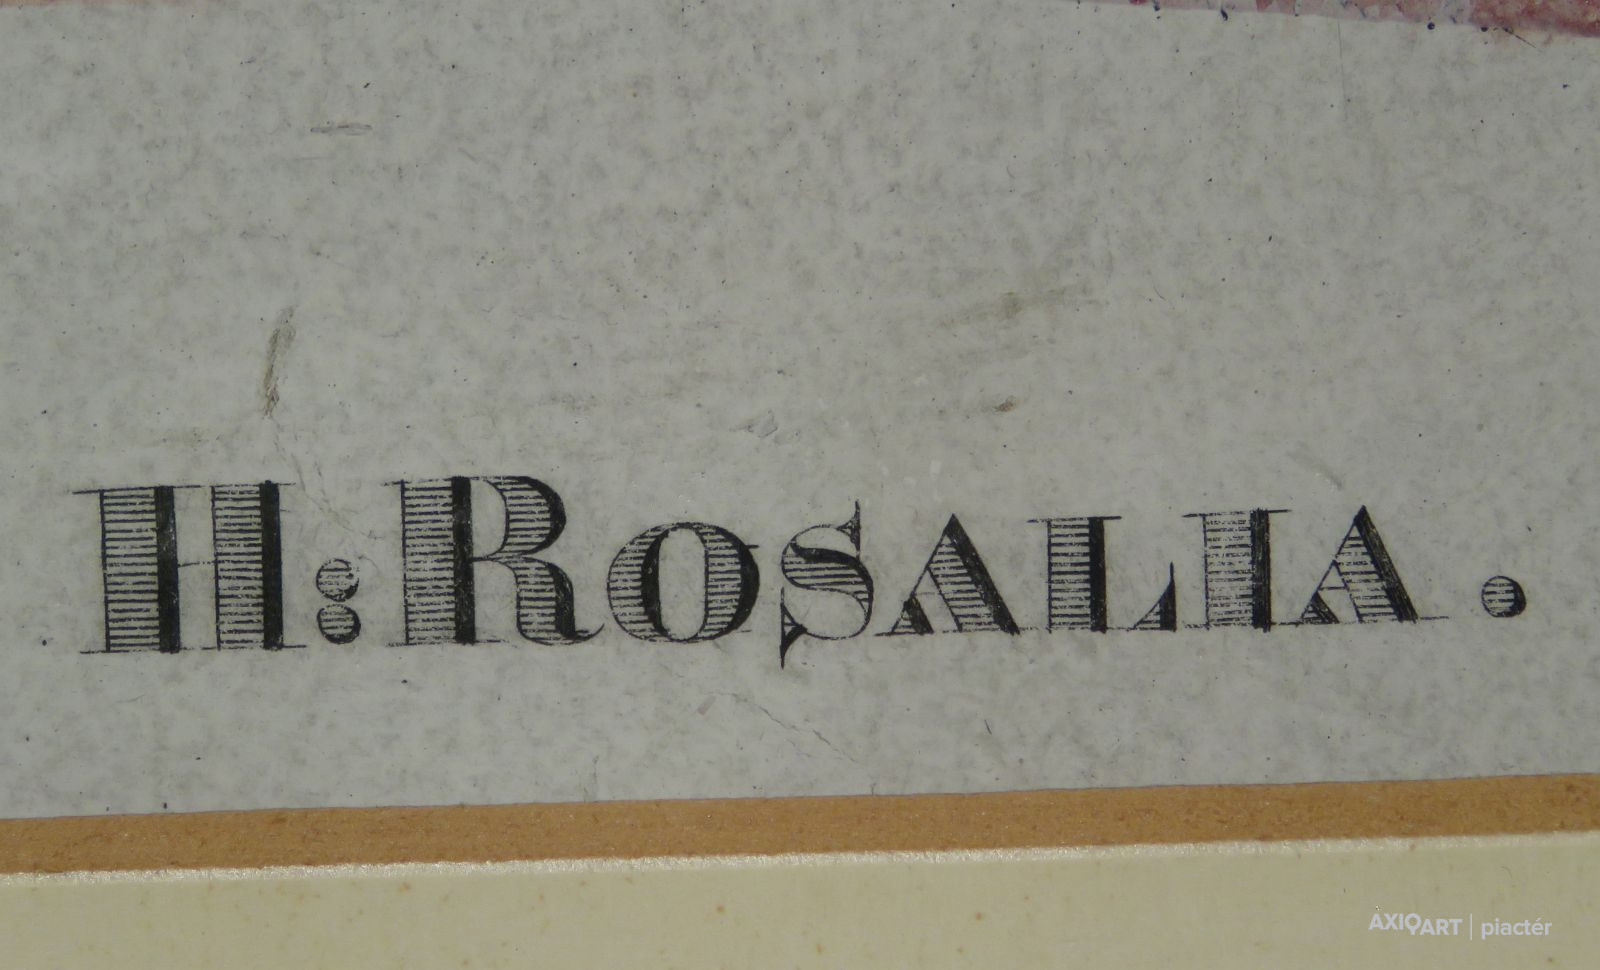 H: ROSALIA.
AXIOART | piactér